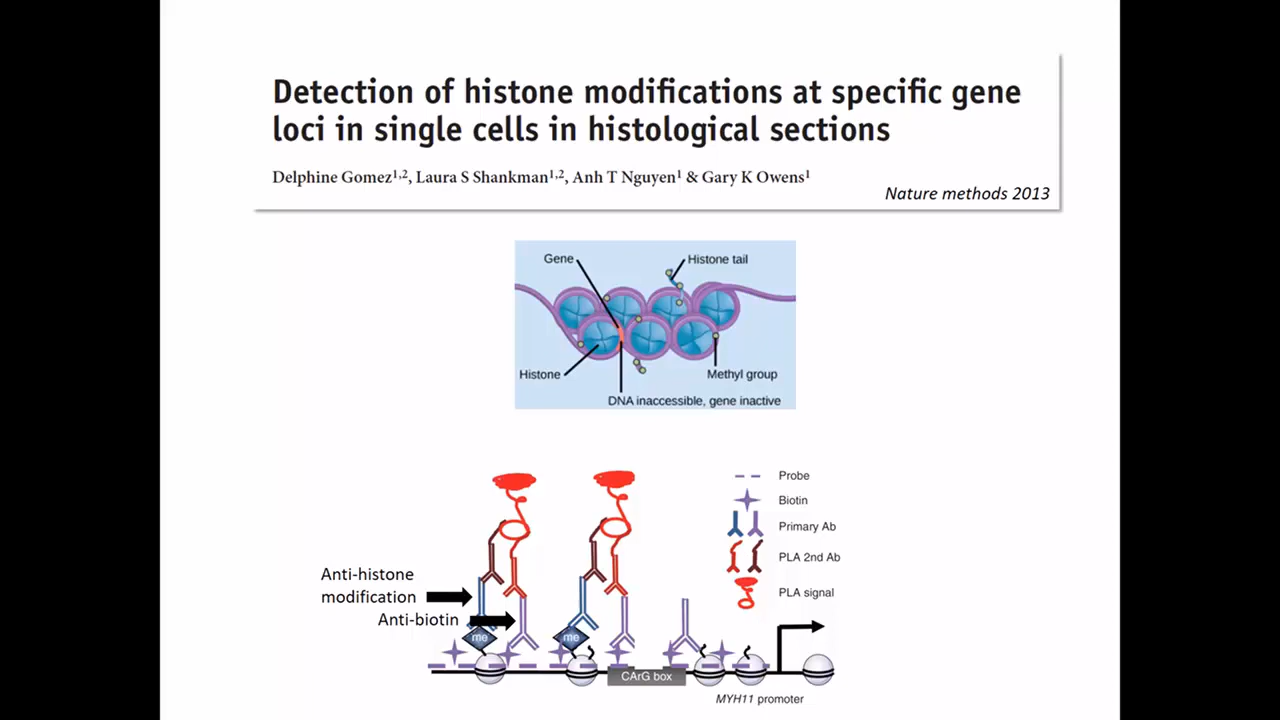 Detection of histone modifications at specific gene
loci in single cells in histological sections
Delphine Gomez1,2, Laura S Shankman1,2, Anh T Nguyen1 & Gary K Owens1
Nature methods 2013
Gene
Histone tail
Histone
Methyl group
DNA inaccessible, gene inactive
Probe
Biotin
Primary Ab
PLA 2nd Ab
PLA signal
Anti-histone
modification
Anti-biotin
me
me
CArG box
MYH11 promoter